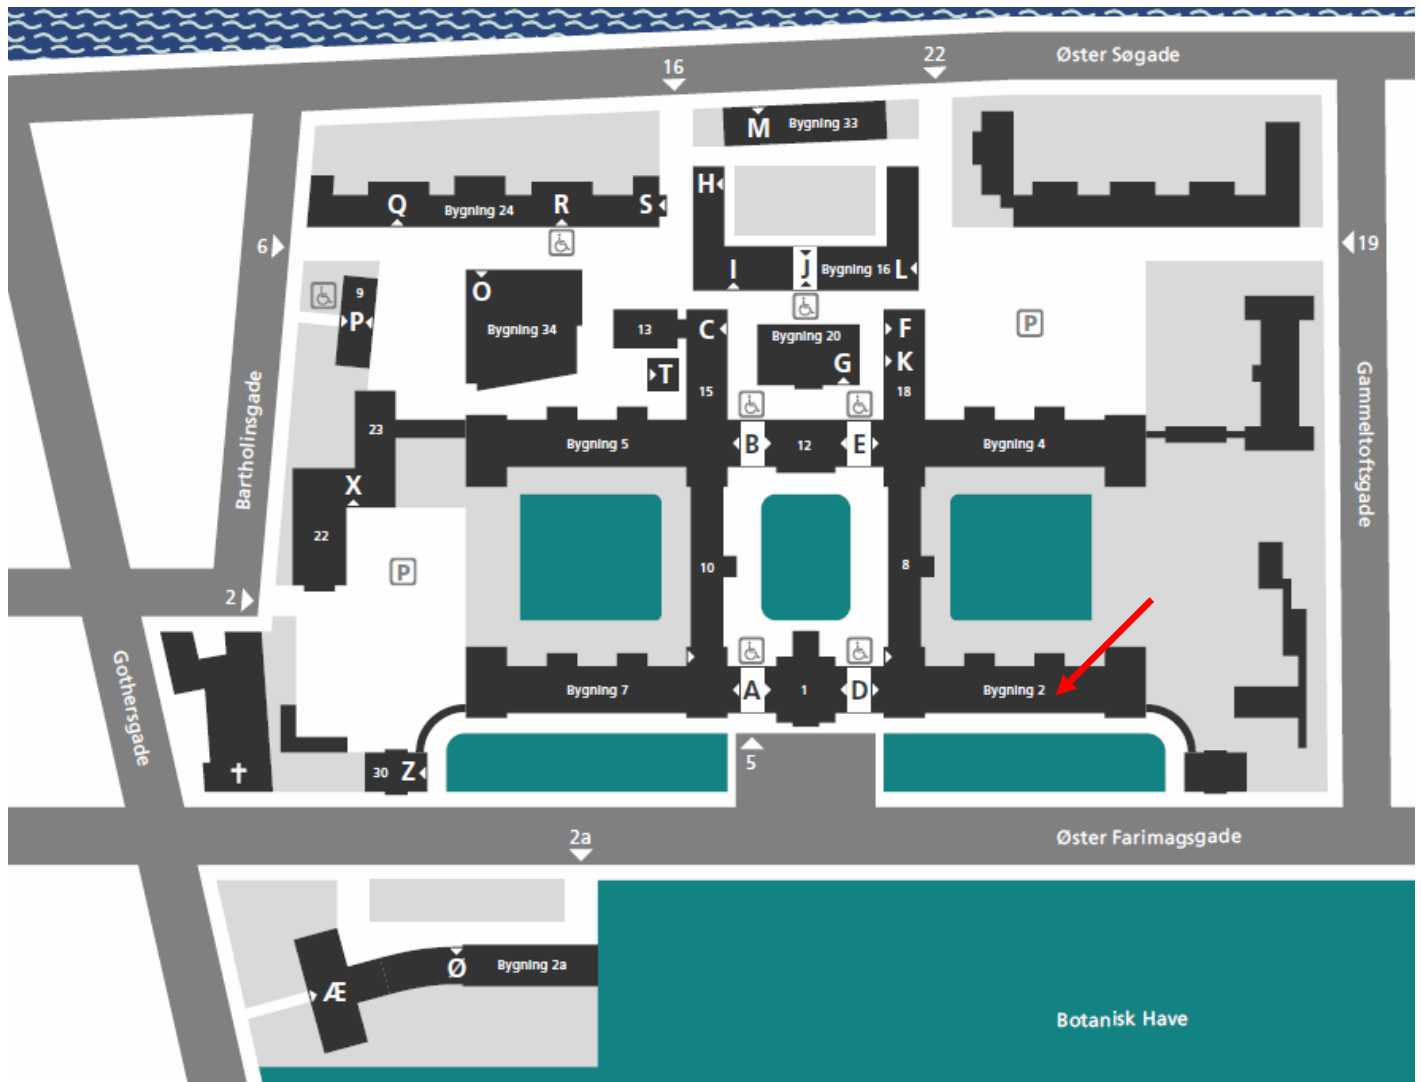 22
Øster Søgade
16
M
Bygning 33
H
Q
Bygning 24
R
S
6
19
I
J
Bygning 16
L
9
P
O
Bygning 34
13
C
Bygning 20
F
P
T
G
K
15
18
Bartholinsgade
Gammeltoftsgade
23
Bygning 5
B
12
E
Bygning 4
X
22
P
10
8
2
Gothersgade
Bygning 7
A
1
D
Bygning 2
5
30
Z
2a
Øster Farimagsgade
Ø
Bygning 2a
Æ
Botanisk Have